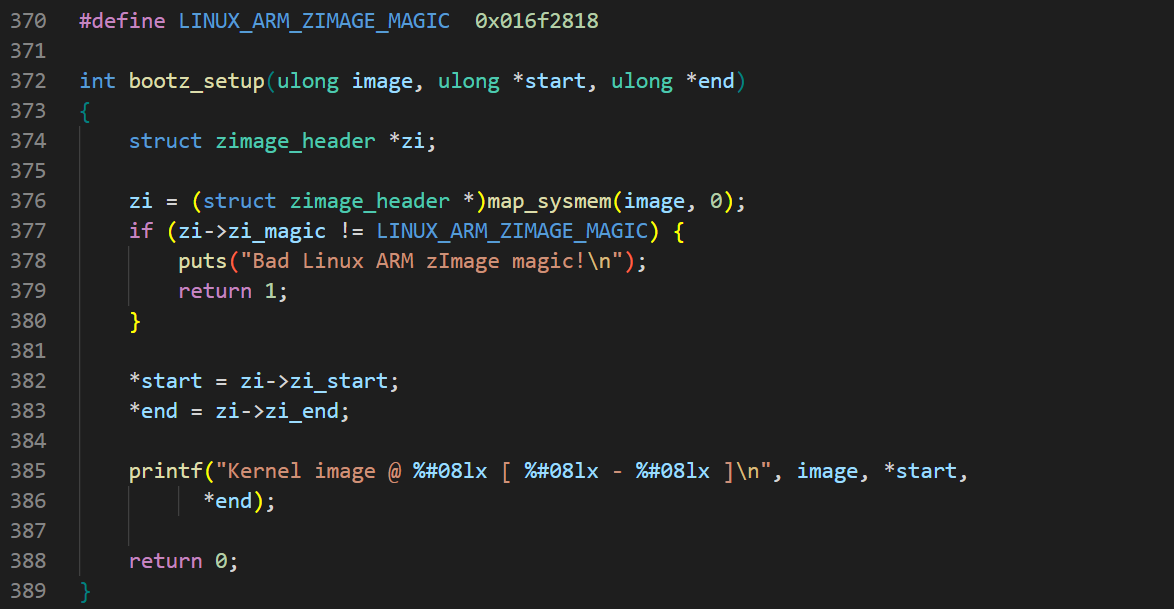 370 #define LINUX_ARM_ZIMAGE_MAGIC  0x016f2818
371
372 int bootz_setup(ulong image, ulong *start, ulong *end)
373 {
374     struct zimage_header *zi;
375
376     zi = (struct zimage_header *)map_sysmem(image, 0);
377     if (zi->zi_magic != LINUX_ARM_ZIMAGE_MAGIC) {
378         puts("Bad Linux ARM zImage magic!\n");
379         return 1;
380     }
381
382     *start = zi->zi_start;
383     *end = zi->zi_end;
384
385     printf("Kernel image @ %#08lx [ %#08lx - %#08lx ]\n", image, *start,
386           *end);
387
388     return 0;
389 }